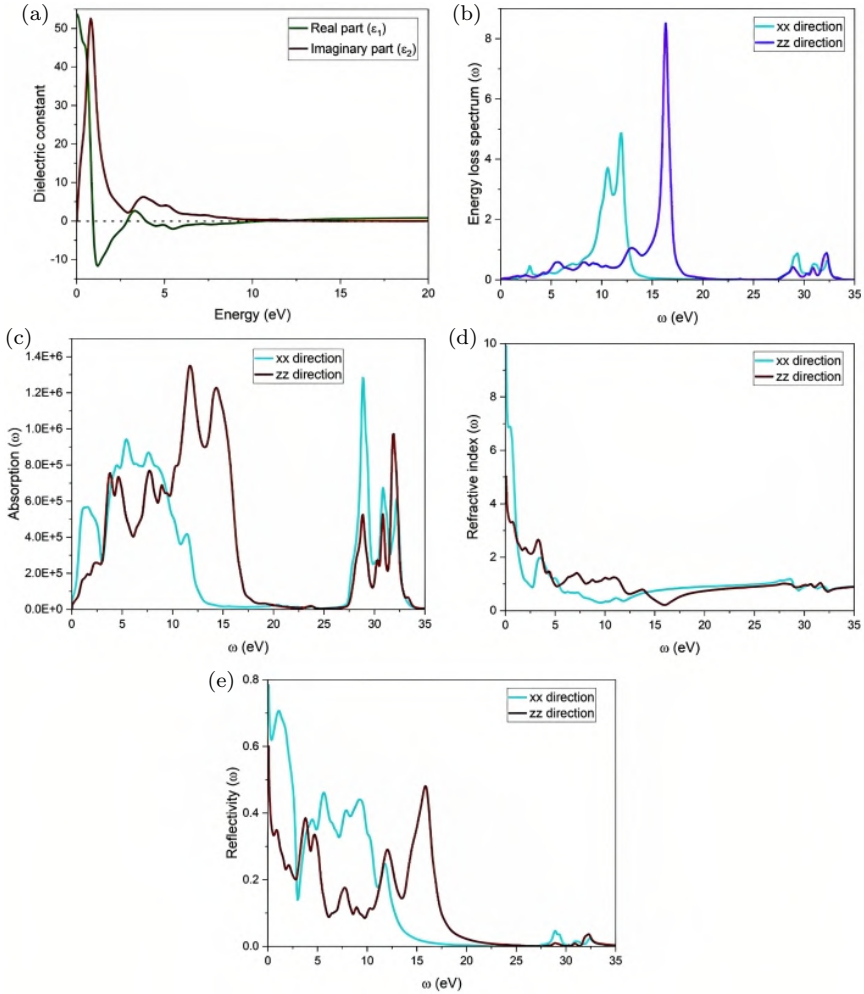 (a)
Real part (ε₁)
Imaginary part (ε₂)
Dielectric constant
50
40
30
20
10
0
-10
0 5 10 15 20
Energy (eV)
(b)
xx direction
zz direction
Energy loss spectrum (ω)
8
6
4
2
0
0 5 10 15 20 25 30 35
ω (eV)
(c)
xx direction
zz direction
Absorption (ω)
1.4E+6
1.2E+6
1.0E+6
8.0E+5
6.0E+5
4.0E+5
2.0E+5
0.0E+0
0 5 10 15 20 25 30 35
ω (eV)
(d)
xx direction
zz direction
Refractive index (ω)
10
8
6
4
2
0
0 5 10 15 20 25 30 35
ω (eV)
(e)
xx direction
zz direction
Reflectivity (ω)
0.8
0.6
0.4
0.2
0.0
0 5 10 15 20 25 30 35
ω (eV)